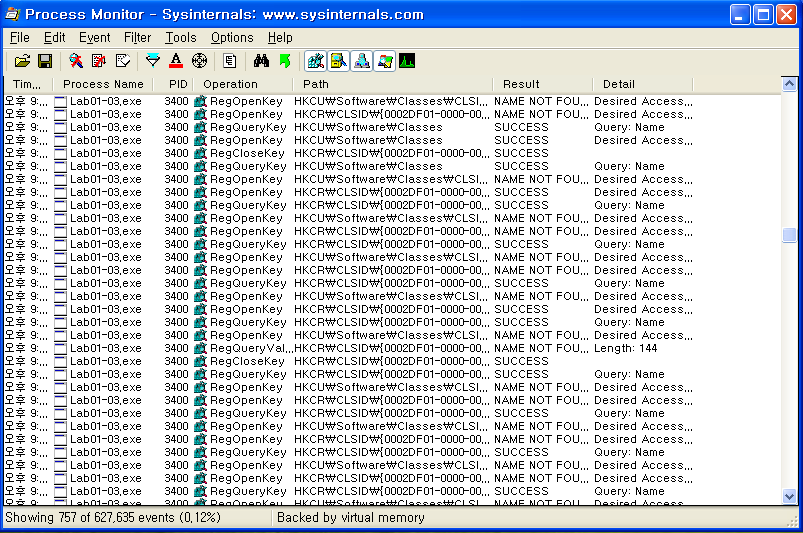 Process Monitor - Sysinternals: www.sysinternals.com
File Edit Event Filter Tools Options Help
Tim... Process Name PID Operation Path Result Detail
오후 9:... Lab01-03.exe 3400 RegOpenKey HKCU₩Software₩Classes₩CLSI... NAME NOT FOU... Desired Access...
오후 9:... Lab01-03.exe 3400 RegOpenKey HKCR₩CLSID₩{0002DF01-0000-00... NAME NOT FOU... Desired Access...
오후 9:... Lab01-03.exe 3400 RegQueryKey HKCU₩Software₩Classes SUCCESS Query: Name
오후 9:... Lab01-03.exe 3400 RegOpenKey HKCU₩Software₩Classes SUCCESS Desired Access...
오후 9:... Lab01-03.exe 3400 RegCloseKey HKCR₩CLSID₩{0002DF01-0000-00... SUCCESS
오후 9:... Lab01-03.exe 3400 RegQueryKey HKCU₩Software₩Classes SUCCESS Query: Name
오후 9:... Lab01-03.exe 3400 RegOpenKey HKCU₩Software₩Classes₩CLSI... NAME NOT FOU... Desired Access...
오후 9:... Lab01-03.exe 3400 RegOpenKey HKCR₩CLSID₩{0002DF01-0000-00... SUCCESS Desired Access...
오후 9:... Lab01-03.exe 3400 RegQueryKey HKCR₩CLSID₩{0002DF01-0000-00... SUCCESS Query: Name
오후 9:... Lab01-03.exe 3400 RegOpenKey HKCU₩Software₩Classes₩CLSI... NAME NOT FOU... Desired Access...
오후 9:... Lab01-03.exe 3400 RegOpenKey HKCR₩CLSID₩{0002DF01-0000-00... NAME NOT FOU... Desired Access...
오후 9:... Lab01-03.exe 3400 RegQueryKey HKCR₩CLSID₩{0002DF01-0000-00... SUCCESS Query: Name
오후 9:... Lab01-03.exe 3400 RegOpenKey HKCU₩Software₩Classes₩CLSI... NAME NOT FOU... Desired Access...
오후 9:... Lab01-03.exe 3400 RegOpenKey HKCR₩CLSID₩{0002DF01-0000-00... NAME NOT FOU... Desired Access...
오후 9:... Lab01-03.exe 3400 RegQueryKey HKCR₩CLSID₩{0002DF01-0000-00... SUCCESS Query: Name
오후 9:... Lab01-03.exe 3400 RegOpenKey HKCU₩Software₩Classes₩CLSI... NAME NOT FOU... Desired Access...
오후 9:... Lab01-03.exe 3400 RegOpenKey HKCR₩CLSID₩{0002DF01-0000-00... NAME NOT FOU... Desired Access...
오후 9:... Lab01-03.exe 3400 RegQueryKey HKCR₩CLSID₩{0002DF01-0000-00... SUCCESS Query: Name
오후 9:... Lab01-03.exe 3400 RegOpenKey HKCU₩Software₩Classes₩CLSI... NAME NOT FOU... Desired Access...
오후 9:... Lab01-03.exe 3400 RegQueryVal... HKCR₩CLSID₩{0002DF01-0000-00... NAME NOT FOU... Length: 144
오후 9:... Lab01-03.exe 3400 RegCloseKey HKCR₩CLSID₩{0002DF01-0000-00... SUCCESS
오후 9:... Lab01-03.exe 3400 RegQueryKey HKCR₩CLSID₩{0002DF01-0000-00... SUCCESS Query: Name
오후 9:... Lab01-03.exe 3400 RegOpenKey HKCU₩Software₩Classes₩CLSI... NAME NOT FOU... Desired Access...
오후 9:... Lab01-03.exe 3400 RegOpenKey HKCR₩CLSID₩{0002DF01-0000-00... NAME NOT FOU... Desired Access...
오후 9:... Lab01-03.exe 3400 RegQueryKey HKCR₩CLSID₩{0002DF01-0000-00... SUCCESS Query: Name
오후 9:... Lab01-03.exe 3400 RegOpenKey HKCU₩Software₩Classes₩CLSI... NAME NOT FOU... Desired Access...
오후 9:... Lab01-03.exe 3400 RegOpenKey HKCR₩CLSID₩{0002DF01-0000-00... NAME NOT FOU... Desired Access...
오후 9:... Lab01-03.exe 3400 RegQueryKey HKCR₩CLSID₩{0002DF01-0000-00... SUCCESS Query: Name
오후 9:... Lab01-03.exe 3400 RegOpenKey HKCU₩Software₩Classes₩CLSI... NAME NOT FOU... Desired Access...
오후 9:... Lab01-03.exe 3400 RegOpenKey HKCR₩CLSID₩{0002DF01-0000-00... SUCCESS Desired Access...
오후 9:... Lab01-03.exe 3400 RegQueryKey HKCR₩CLSID₩{0002DF01-0000-00... SUCCESS Query: Name
오후 9:... Lab01-03.exe 3400 RegOpenKey HKCU₩Software₩Classes₩CLSI... NAME NOT FOU... Desired Access...
Showing 757 of 627,635 events (0.12%) Backed by virtual memory